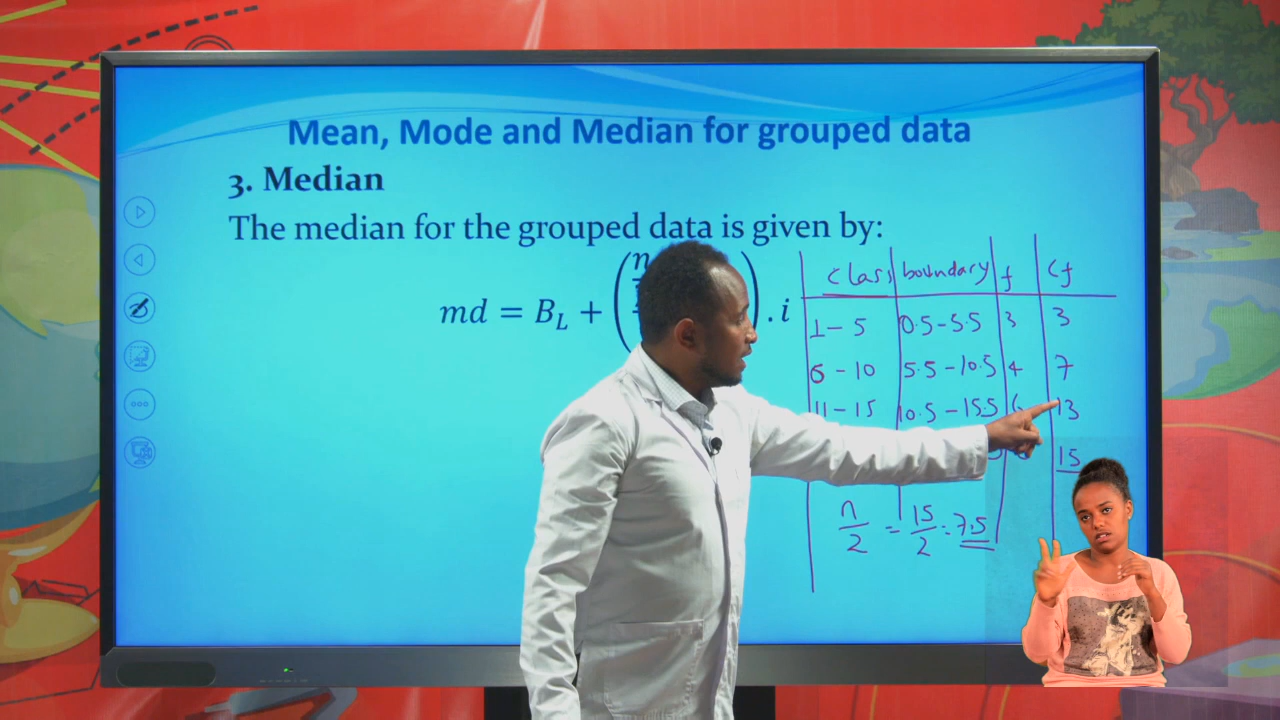 Mean, Mode and Median for grouped data
3. Median
The median for the grouped data is given by:
md = B_L + ( n ) . i
class boundary f cf
1 - 5 0.5 - 5.5 3 3
6 - 10 5.5 - 10.5 4 7
11 - 15 10.5 - 15.5 13
15
n/2 = 15/2 = 7.5